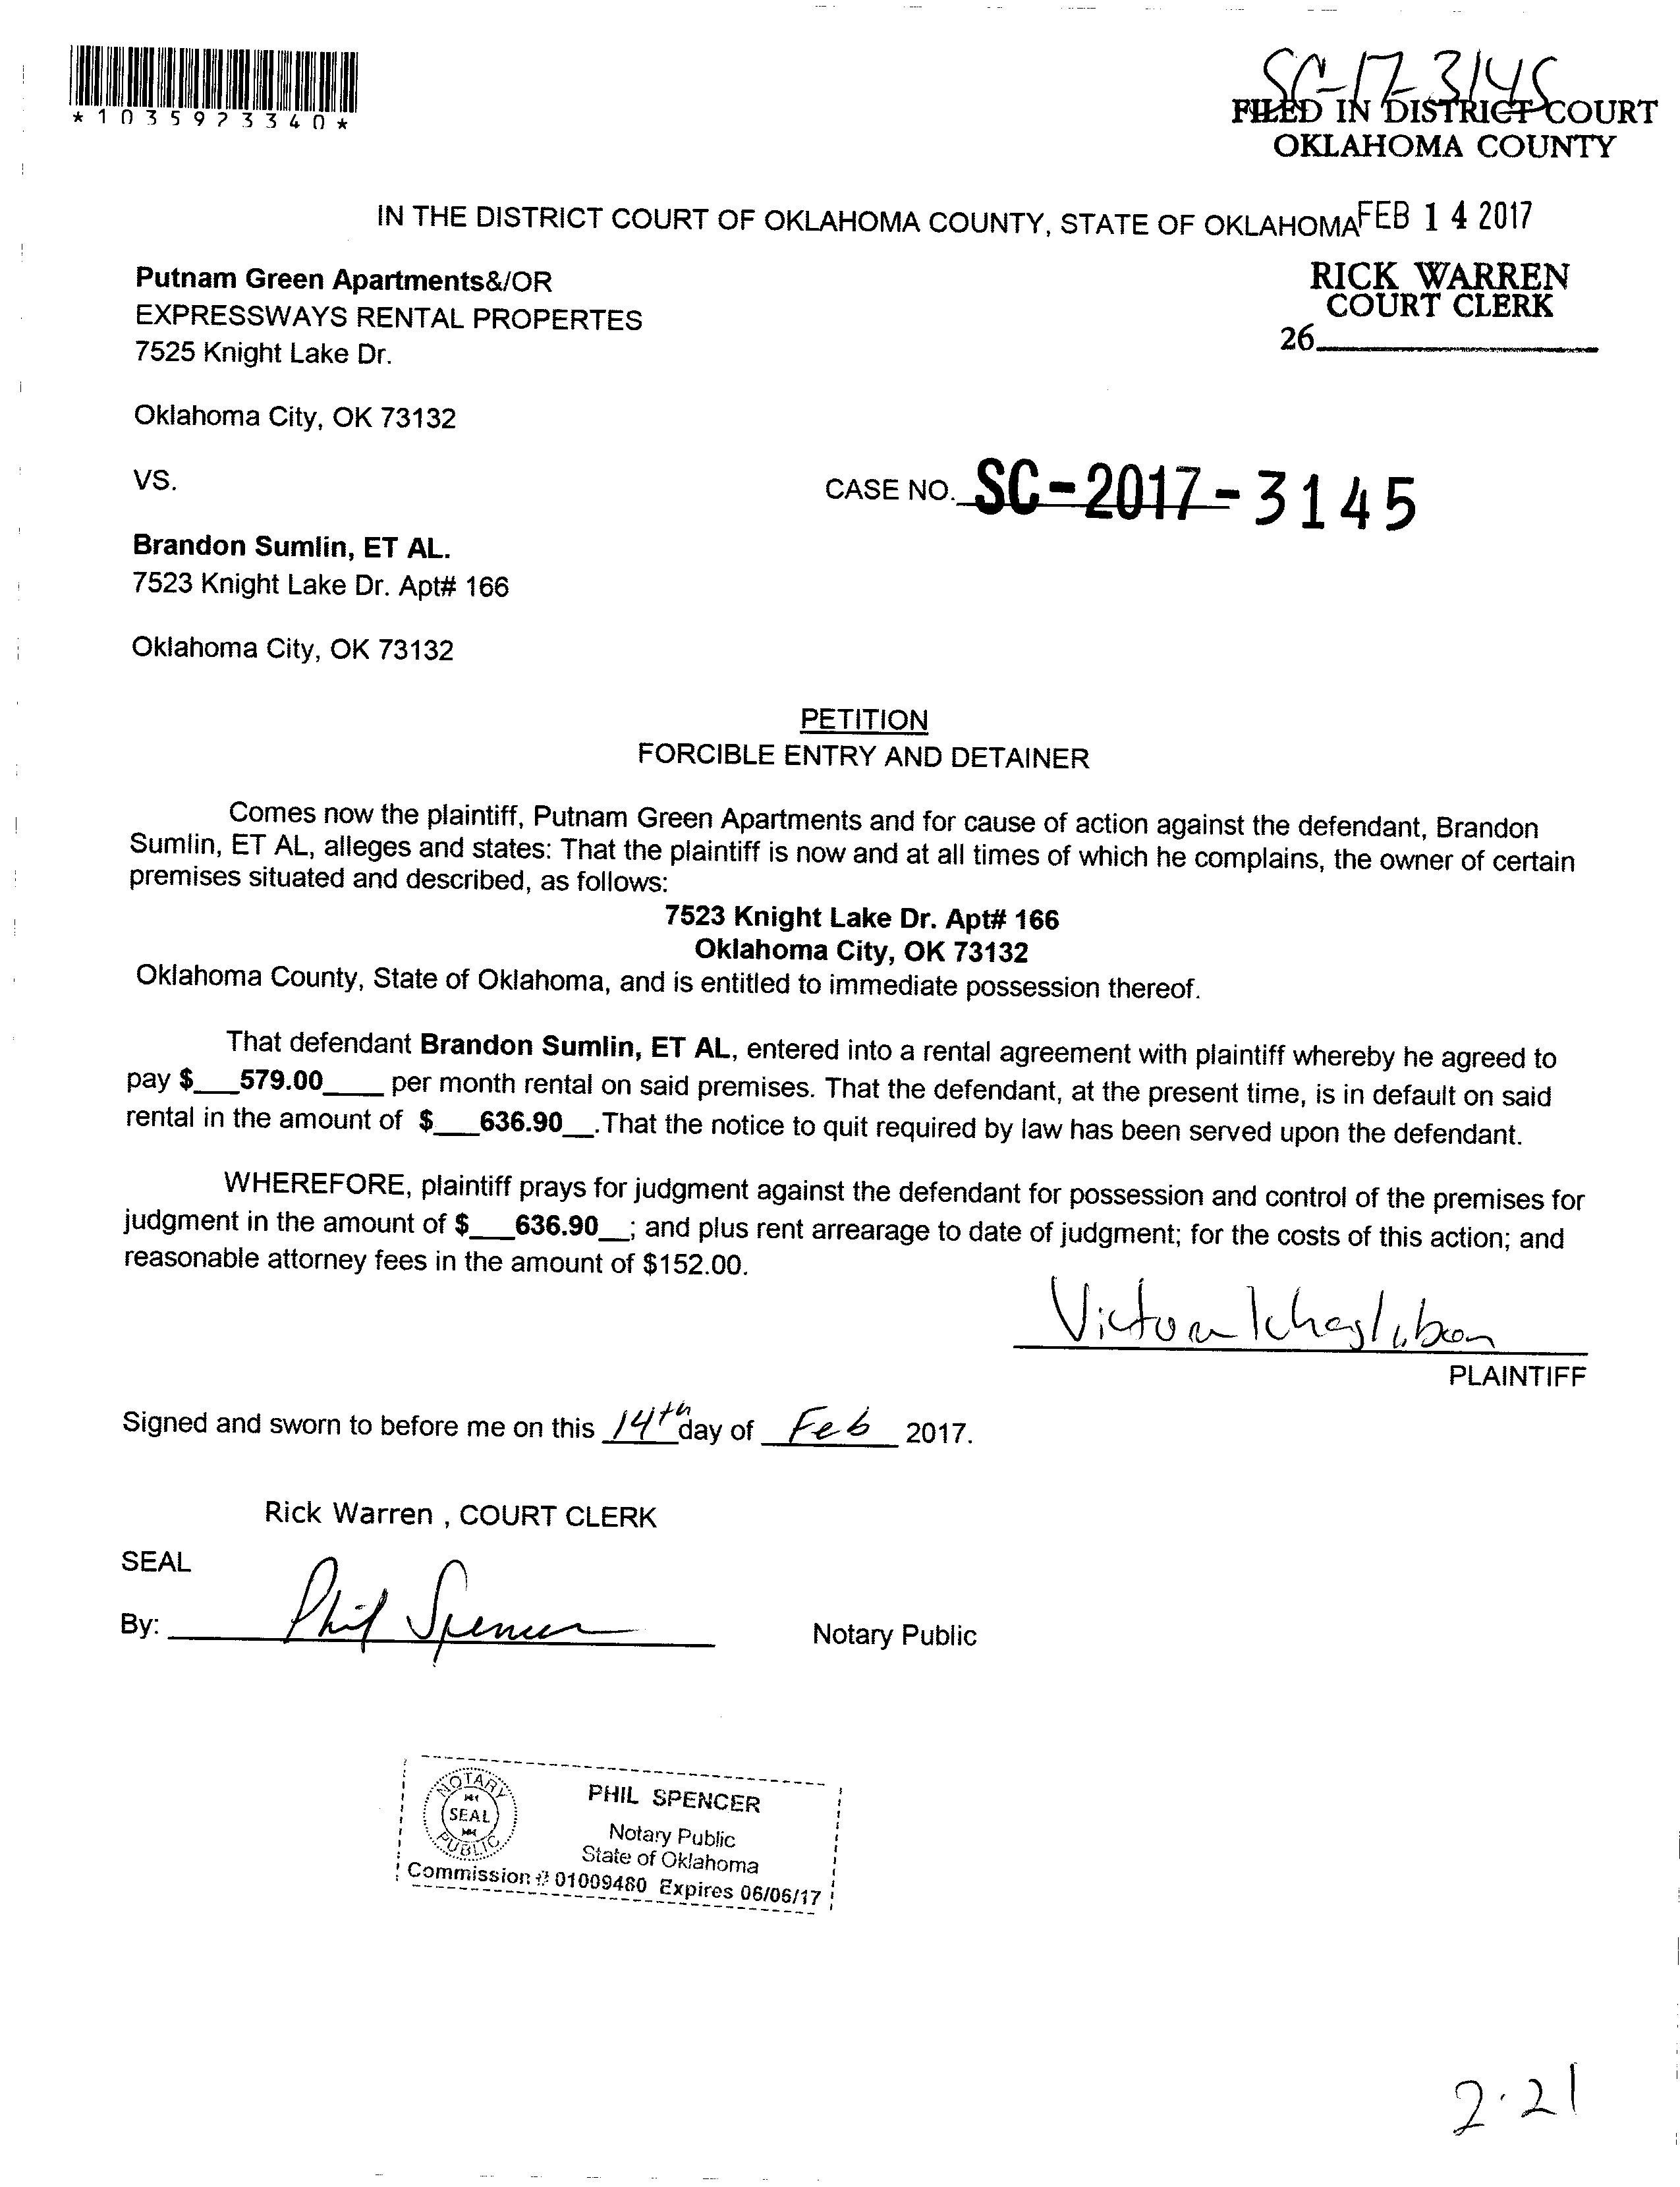 *1035973340*
SC-17-3145
FILED IN DISTRICT COURT
OKLAHOMA COUNTY
IN THE DISTRICT COURT OF OKLAHOMA COUNTY, STATE OF OKLAHOMA FEB 14 2017
RICK WARREN
COURT CLERK
26
Putnam Green Apartments&/OR
EXPRESSWAYS RENTAL PROPERTES
7525 Knight Lake Dr.
Oklahoma City, OK 73132
VS.
CASE NO. SC-2017-3145
Brandon Sumlin, ET AL.
7523 Knight Lake Dr. Apt# 166
Oklahoma City, OK 73132
PETITION
FORCIBLE ENTRY AND DETAINER
Comes now the plaintiff, Putnam Green Apartments and for cause of action against the defendant, Brandon
Sumlin, ET AL, alleges and states: That the plaintiff is now and at all times of which he complains, the owner of certain
premises situated and described, as follows:
7523 Knight Lake Dr. Apt# 166
Oklahoma City, OK 73132
Oklahoma County, State of Oklahoma, and is entitled to immediate possession thereof.
That defendant Brandon Sumlin, ET AL, entered into a rental agreement with plaintiff whereby he agreed to
pay $___579.00____ per month rental on said premises. That the defendant, at the present time, is in default on said
rental in the amount of $___636.90__.That the notice to quit required by law has been served upon the defendant.
WHEREFORE, plaintiff prays for judgment against the defendant for possession and control of the premises for
judgment in the amount of $___636.90__; and plus rent arrearage to date of judgment; for the costs of this action; and
reasonable attorney fees in the amount of $152.00.
PLAINTIFF
Signed and sworn to before me on this 14th day of Feb 2017.
Rick Warren , COURT CLERK
SEAL
By: Phil Spencer Notary Public
NOTARY
SEAL
PUBLIC
PHIL SPENCER
Notary Public
State of Oklahoma
Commission # 01009480 Expires 06/06/17
2.21